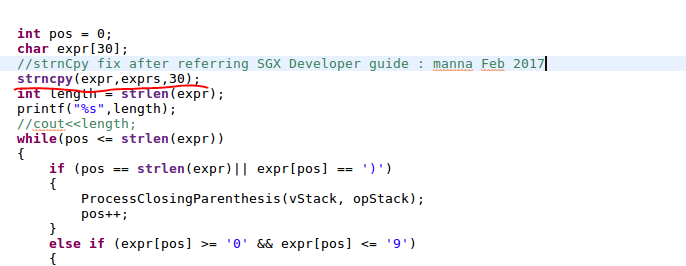 int pos = 0;
char expr[30];
//strnCpy fix after referring SGX Developer guide : manna Feb 2017
strncpy(expr,exprs,30);
int length = strlen(expr);
printf("%s",length);
//cout<<length;
while(pos <= strlen(expr))
{
    if (pos == strlen(expr)|| expr[pos] == ')')
    {
        ProcessClosingParenthesis(vStack, opStack);
        pos++;
    }
    else if (expr[pos] >= '0' && expr[pos] <= '9')
    {